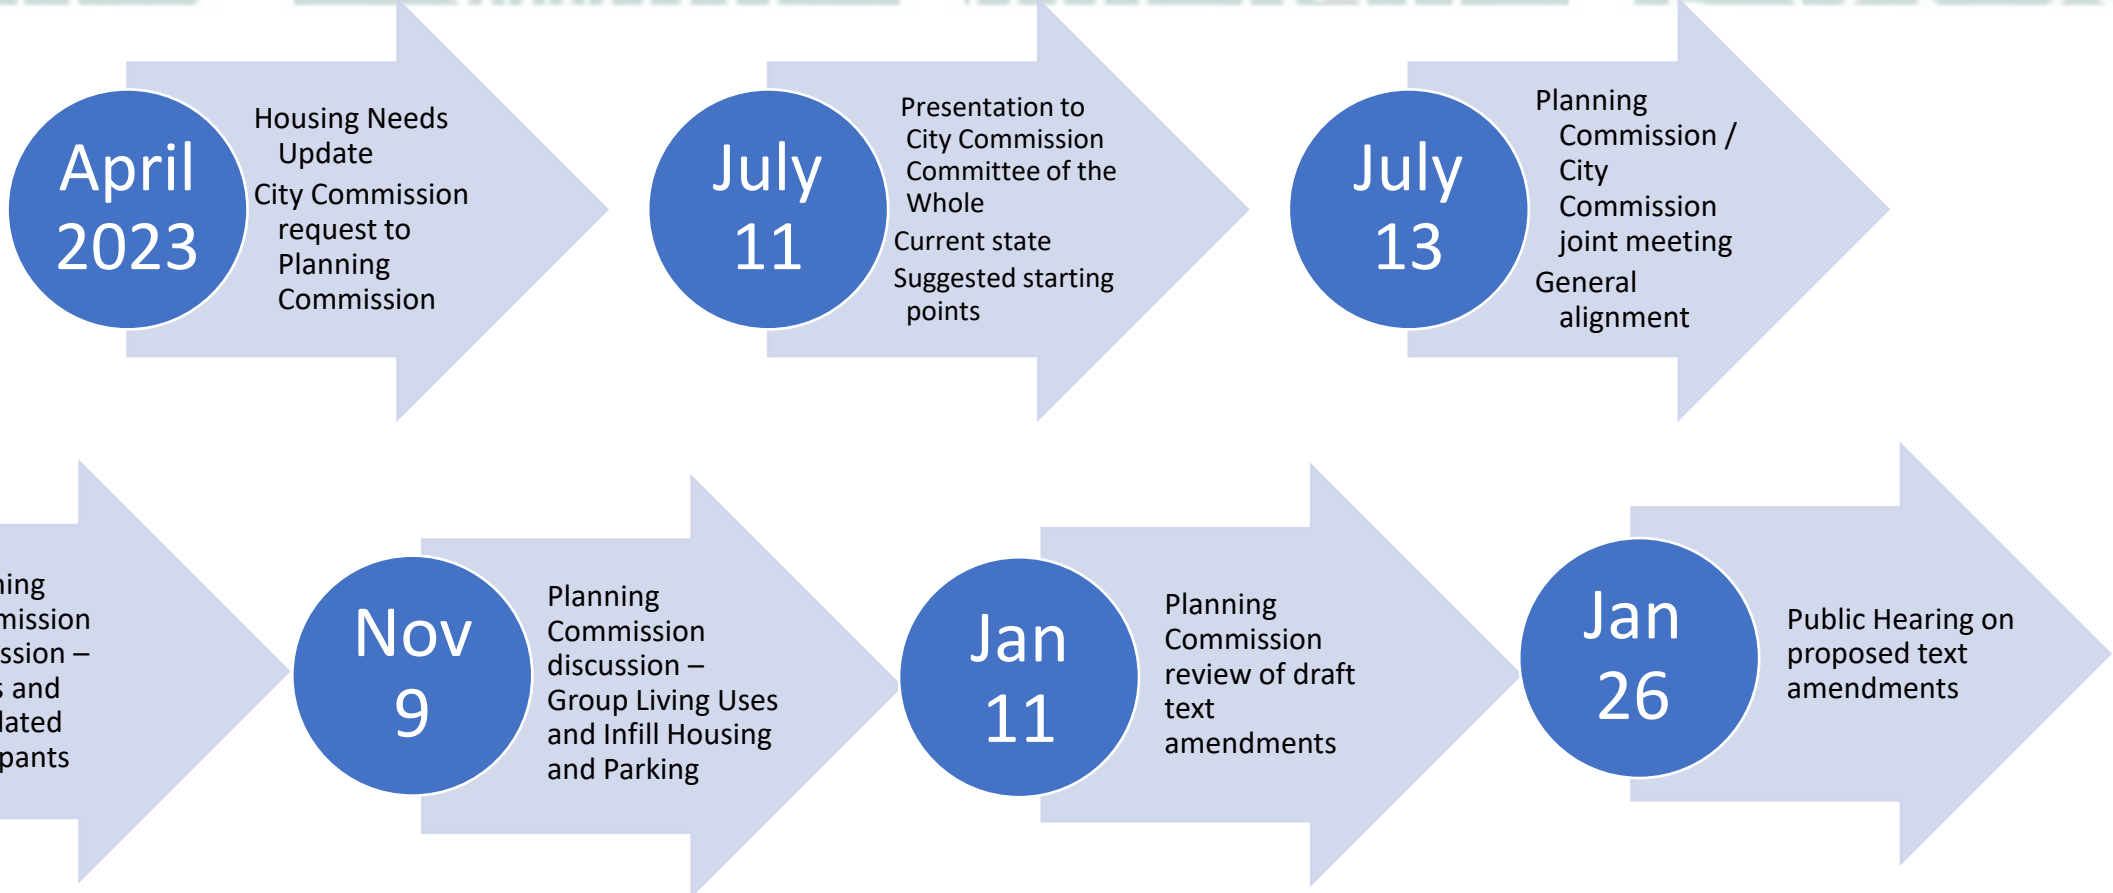 April
2023
Housing Needs
Update
City Commission
request to
Planning
Commission
July
11
Presentation to
City Commission
Committee of the
Whole
Current state
Suggested starting
points
July
13
Planning
Commission /
City
Commission
joint meeting
General
alignment
and
Nov
9
Planning
Commission
discussion –
Group Living Uses
and Infill Housing
and Parking
Jan
11
Planning
Commission
review of draft
text
amendments
Jan
26
Public Hearing on
proposed text
amendments